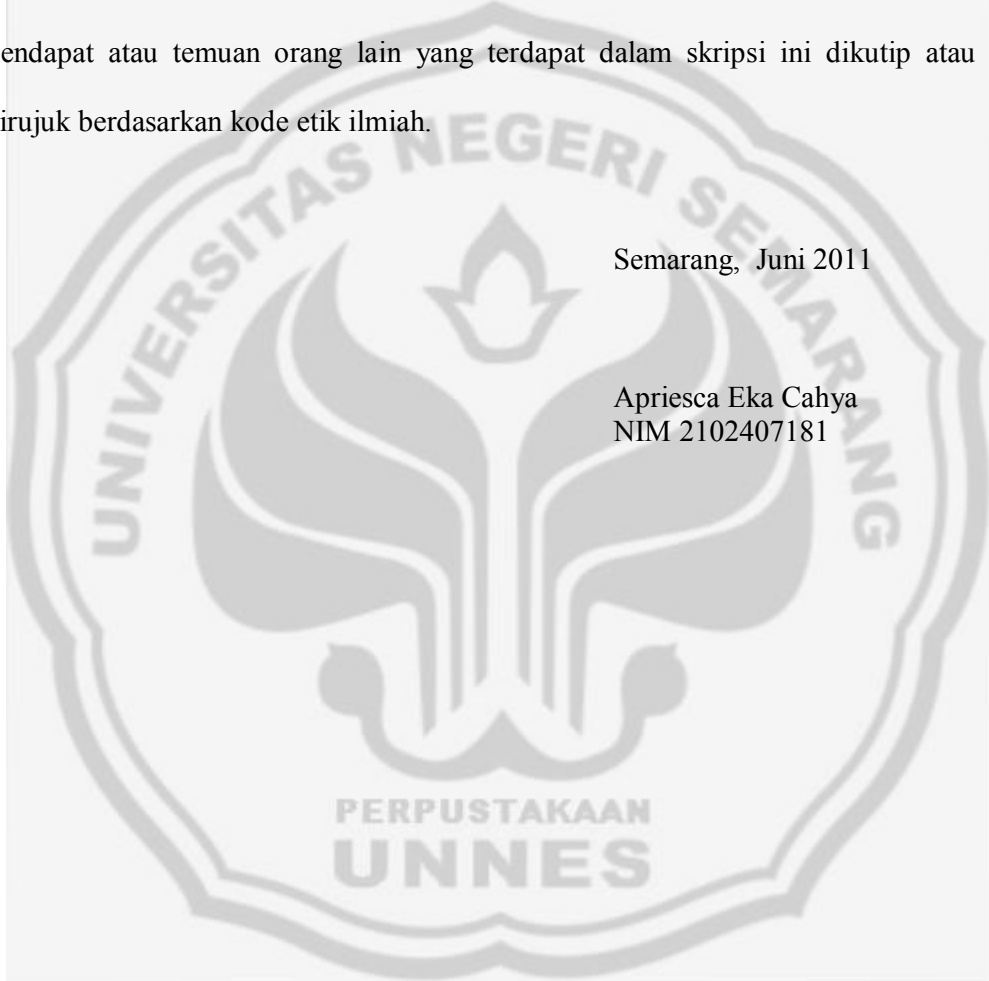 endapat atau temuan orang lain yang terdapat dalam skripsi ini dikutip atau
irujuk berdasarkan kode etik ilmiah.
UNIVERSITAS NEGERI SEMARANG
Semarang, Juni 2011
Apriesca Eka Cahya
NIM 2102407181
PERPUSTAKAAN
UNNES